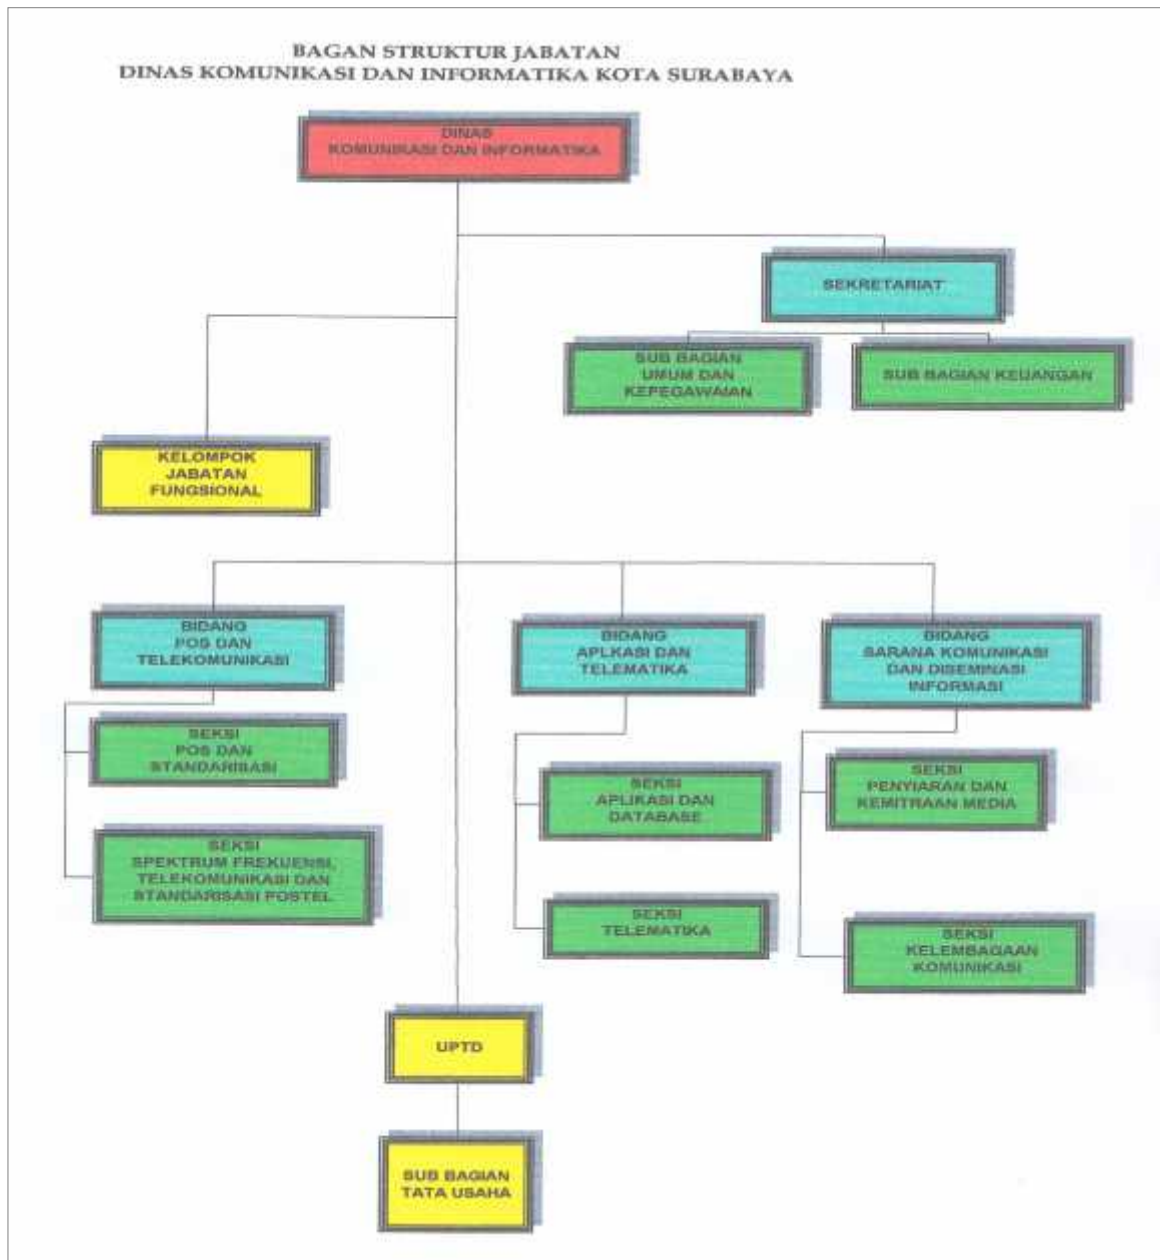 BAGAN STRUKTUR JABATAN
DINAS KOMUNIKASI DAN INFORMATIKA KOTA SURABAYA
DINAS
KOMUNIKASI DAN INFORMATIKA
SEKRETARIAT
SUB BAGIAN
UMUM DAN
KEPEGAWAIAN
SUB BAGIAN KEUANGAN
KELOMPOK
JABATAN
FUNGSIONAL
BIDANG
POS DAN
TELEKOMUNIKASI
BIDANG
APLKASI DAN
TELEMATIKA
BIDANG
SARANA KOMUNIKASI
DAN DISEMINASI
INFORMASI
SEKSI
POS DAN
STANDARISASI
SEKSI
SPEKTRUM FREKUENSI,
TELEKOMUNIKASI DAN
STANDARISASI POSTEL
SEKSI
APLIKASI DAN
DATABASE
SEKSI
TELEMATIKA
SEKSI
PENYIARAN DAN
KEMITRAAN MEDIA
SEKSI
KELEMBAGAAN
KOMUNIKASI
UPTD
SUB BAGIAN
TATA USAHA